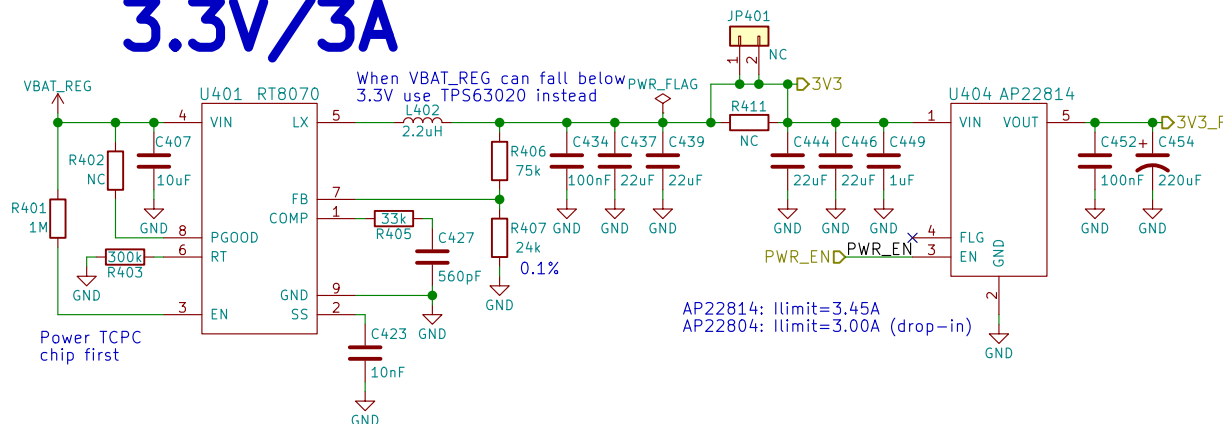 3.3V/3A
JP401
1
2
NC
VBAT_REG
When VBAT_REG can fall below
3.3V use TPS63020 instead
PWR_FLAG
3V3
U401 RT8070
L402
2.2uH
R411
NC
U404 AP22814
4 VIN
LX 5
1 VIN
VOUT 5
3V3_F
R402
NC
C407
10uF
GND
R406
75k
C434
100nF
GND
C437
22uF
GND
C439
22uF
GND
C444
22uF
GND
C446
22uF
GND
C449
1uF
GND
C452
100nF
GND
+
C454
220uF
GND
R401
1M
FB 7
COMP 1
33k
R405
C427
560pF
R407
24k
0.1%
GND
8 PGOOD
6 RT
300k
R403
GND
4 FLG
PWR_EN
PWR_EN
3 EN
GND
2
GND
GND 9
SS 2
3 EN
GND
C423
10nF
GND
Power TCPC
chip first
AP22814: Ilimit=3.45A
AP22804: Ilimit=3.00A (drop-in)